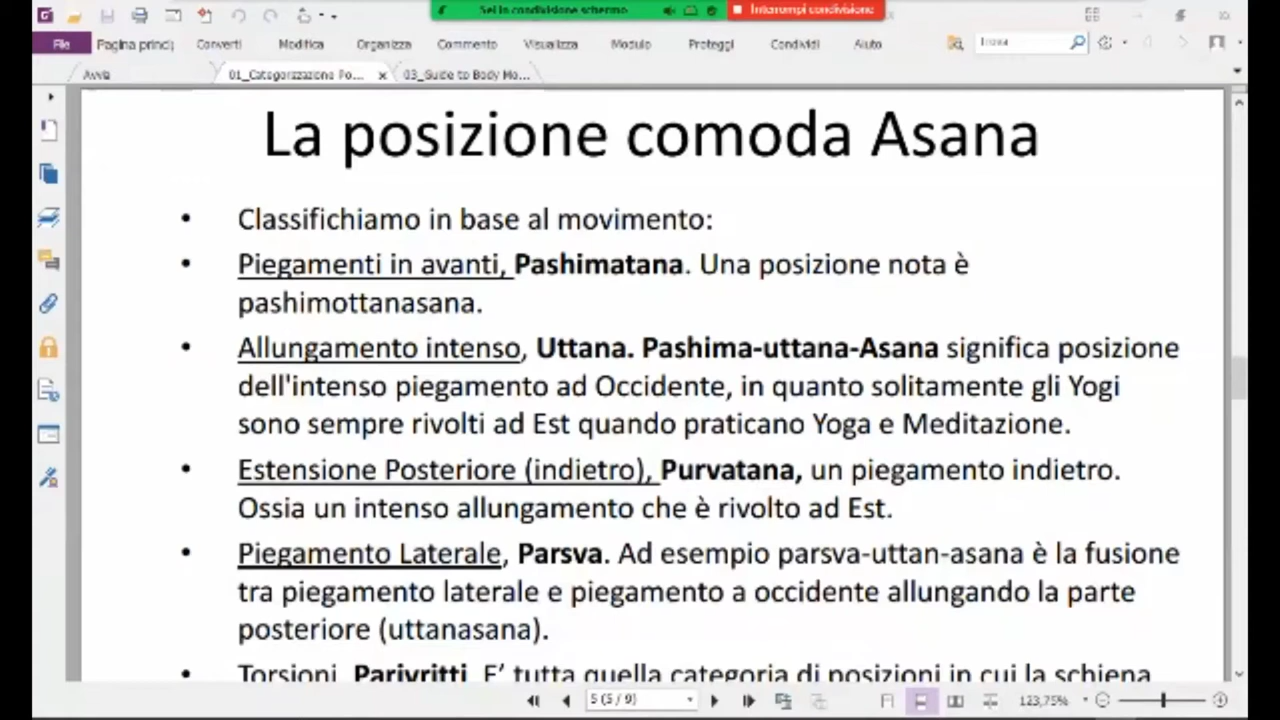 Sei in condivisione schermo
Interrompi condivisione
File Pagina princi Converti Modifica Organizza Commento Visualizza Modulo Proteggi Condividi Aiuto Trova
Avvia 01_Categorizzazione Po... 03_Guide to Body Mo...
La posizione comoda Asana
• Classifichiamo in base al movimento:
• Piegamenti in avanti, Pashimatana. Una posizione nota è
pashimottanasana.
• Allungamento intenso, Uttana. Pashima-uttana-Asana significa posizione
dell'intenso piegamento ad Occidente, in quanto solitamente gli Yogi
sono sempre rivolti ad Est quando praticano Yoga e Meditazione.
• Estensione Posteriore (indietro), Purvatana, un piegamento indietro.
Ossia un intenso allungamento che è rivolto ad Est.
• Piegamento Laterale, Parsva. Ad esempio parsva-uttan-asana è la fusione
tra piegamento laterale e piegamento a occidente allungando la parte
posteriore (uttanasana).
• Torsioni, Parivritti. E' tutta quella categoria di posizioni in cui la schiena
5 (5 / 9) 123,75%